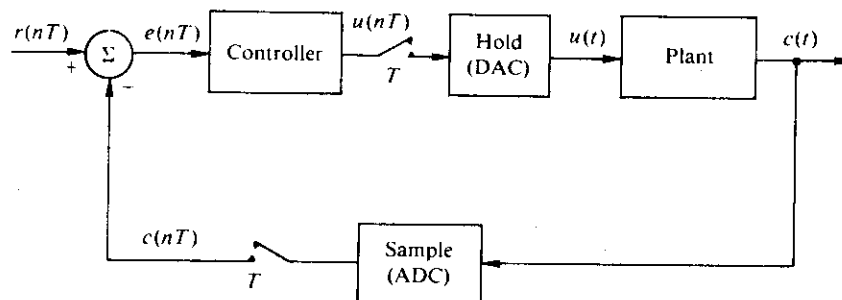 r(nT)
+
Σ
−
e(nT)
Controller
u(nT)
T
Hold
(DAC)
u(t)
Plant
c(t)
c(nT)
T
Sample
(ADC)